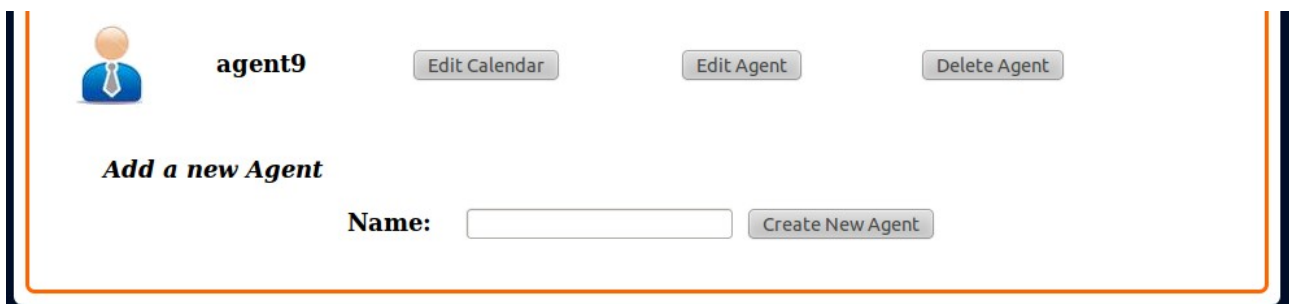 agent9 Edit Calendar Edit Agent Delete Agent
Add a new Agent
Name: Create New Agent